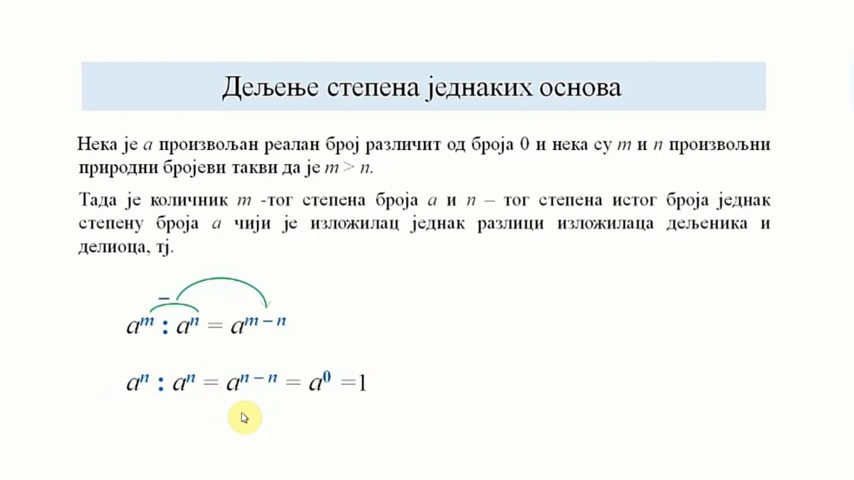 Дељење степена једнаких основа
Нека је a произвољан реалан број различит од броја 0 и нека су m и n произвољни
природни бројеви такви да је m > n.
Тада је количник m -тог степена броја a и n – тог степена истог броја једнак
степену броја a чији је изложилац једнак разлици изложилаца дељеника и
делиоца, тј.
–
aᵐ : aⁿ = aᵐ⁻ⁿ
aⁿ : aⁿ = aⁿ⁻ⁿ = a⁰ =1